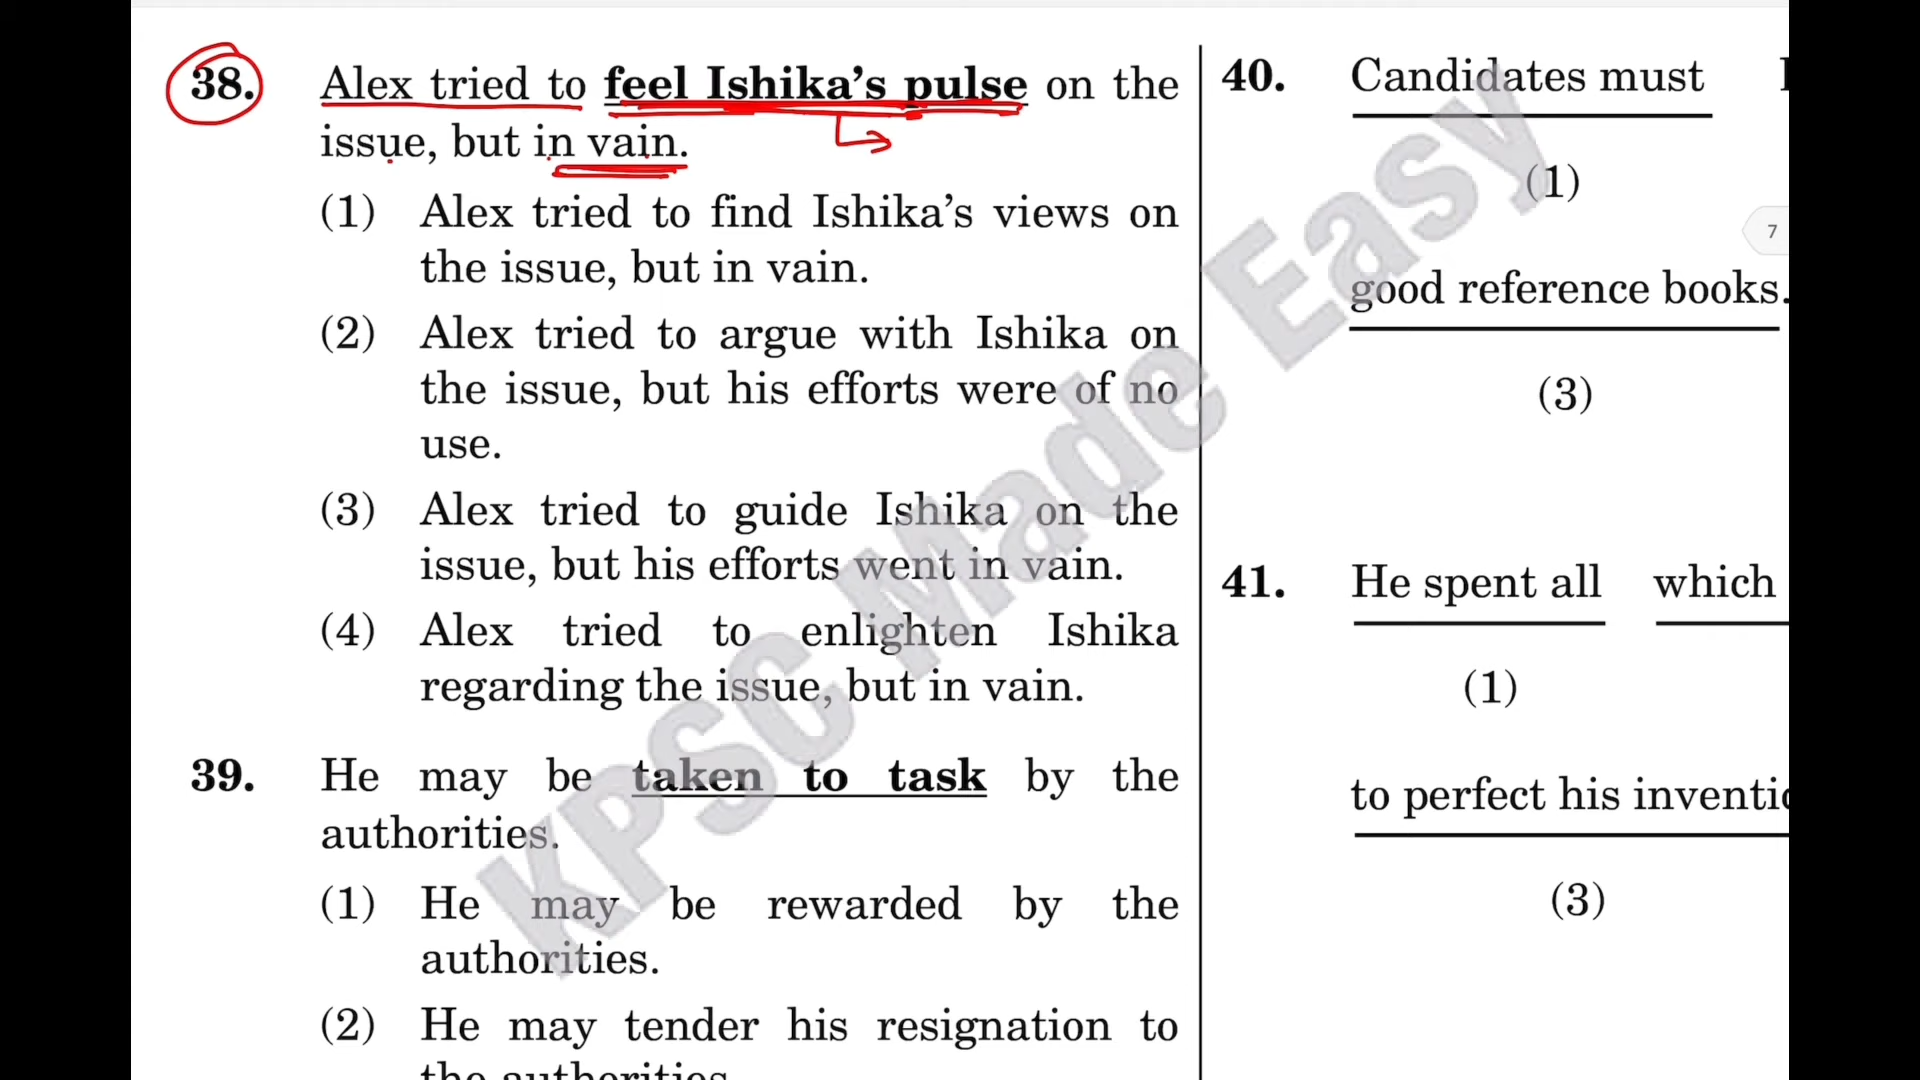 38. Alex tried to feel Ishika's pulse on the
issue, but in vain.
(1) Alex tried to find Ishika's views on
the issue, but in vain.
(2) Alex tried to argue with Ishika on
the issue, but his efforts were of no
use.
(3) Alex tried to guide Ishika on the
issue, but his efforts went in vain.
(4) Alex tried to enlighten Ishika
regarding the issue, but in vain.
39. He may be taken to task by the
authorities.
(1) He may be rewarded by the
authorities.
(2) He may tender his resignation to
the authorities.
40. Candidates must
(1)
good reference books.
(3)
41. He spent all which
(1)
to perfect his
(3)
7
KPSC Made Easy